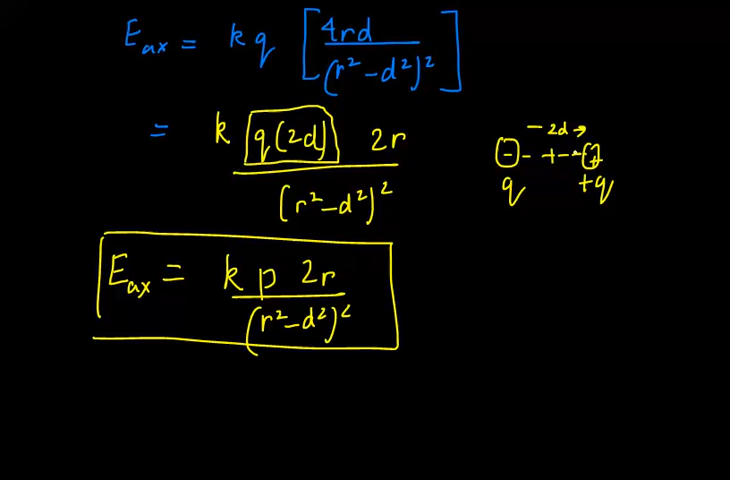 E_ax = kq [4rd / (r² - d²)²]
= k q(2d) 2r / (r² - d²)²
- 2d →
⊖ - + - ⊕
q +q
E_ax = k p 2r / (r² - d²)²